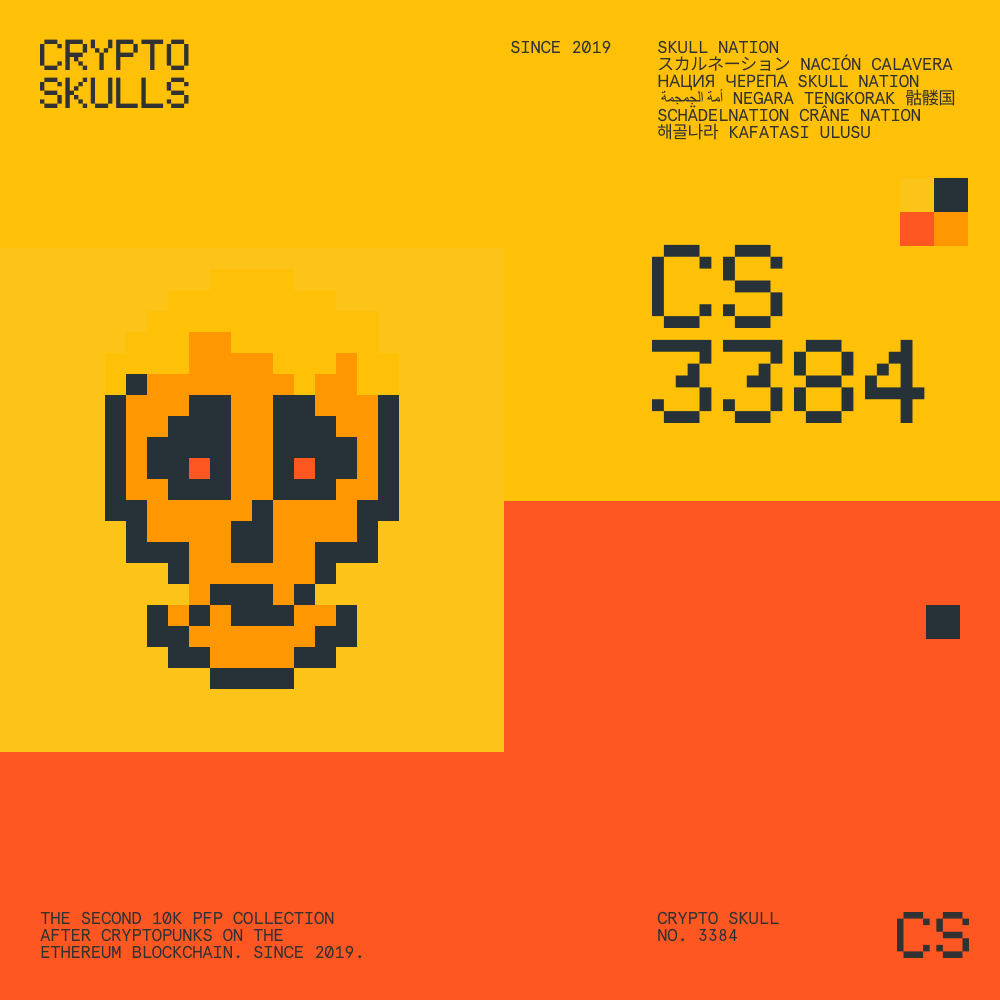 CRYPTO
SKULLS
SINCE 2019
SKULL NATION
スカルネーション NACIÓN CALAVERA
НАЦИЯ ЧЕРЕПА SKULL NATION
أمة الجمجمة NEGARA TENGKORAK 骷髅国
SCHÄDELNATION CRÂNE NATION
해골나라 KAFATASI ULUSU
CS
3384
THE SECOND 10K PFP COLLECTION
AFTER CRYPTOPUNKS ON THE
ETHEREUM BLOCKCHAIN. SINCE 2019.
CRYPTO SKULL
NO. 3384
CS